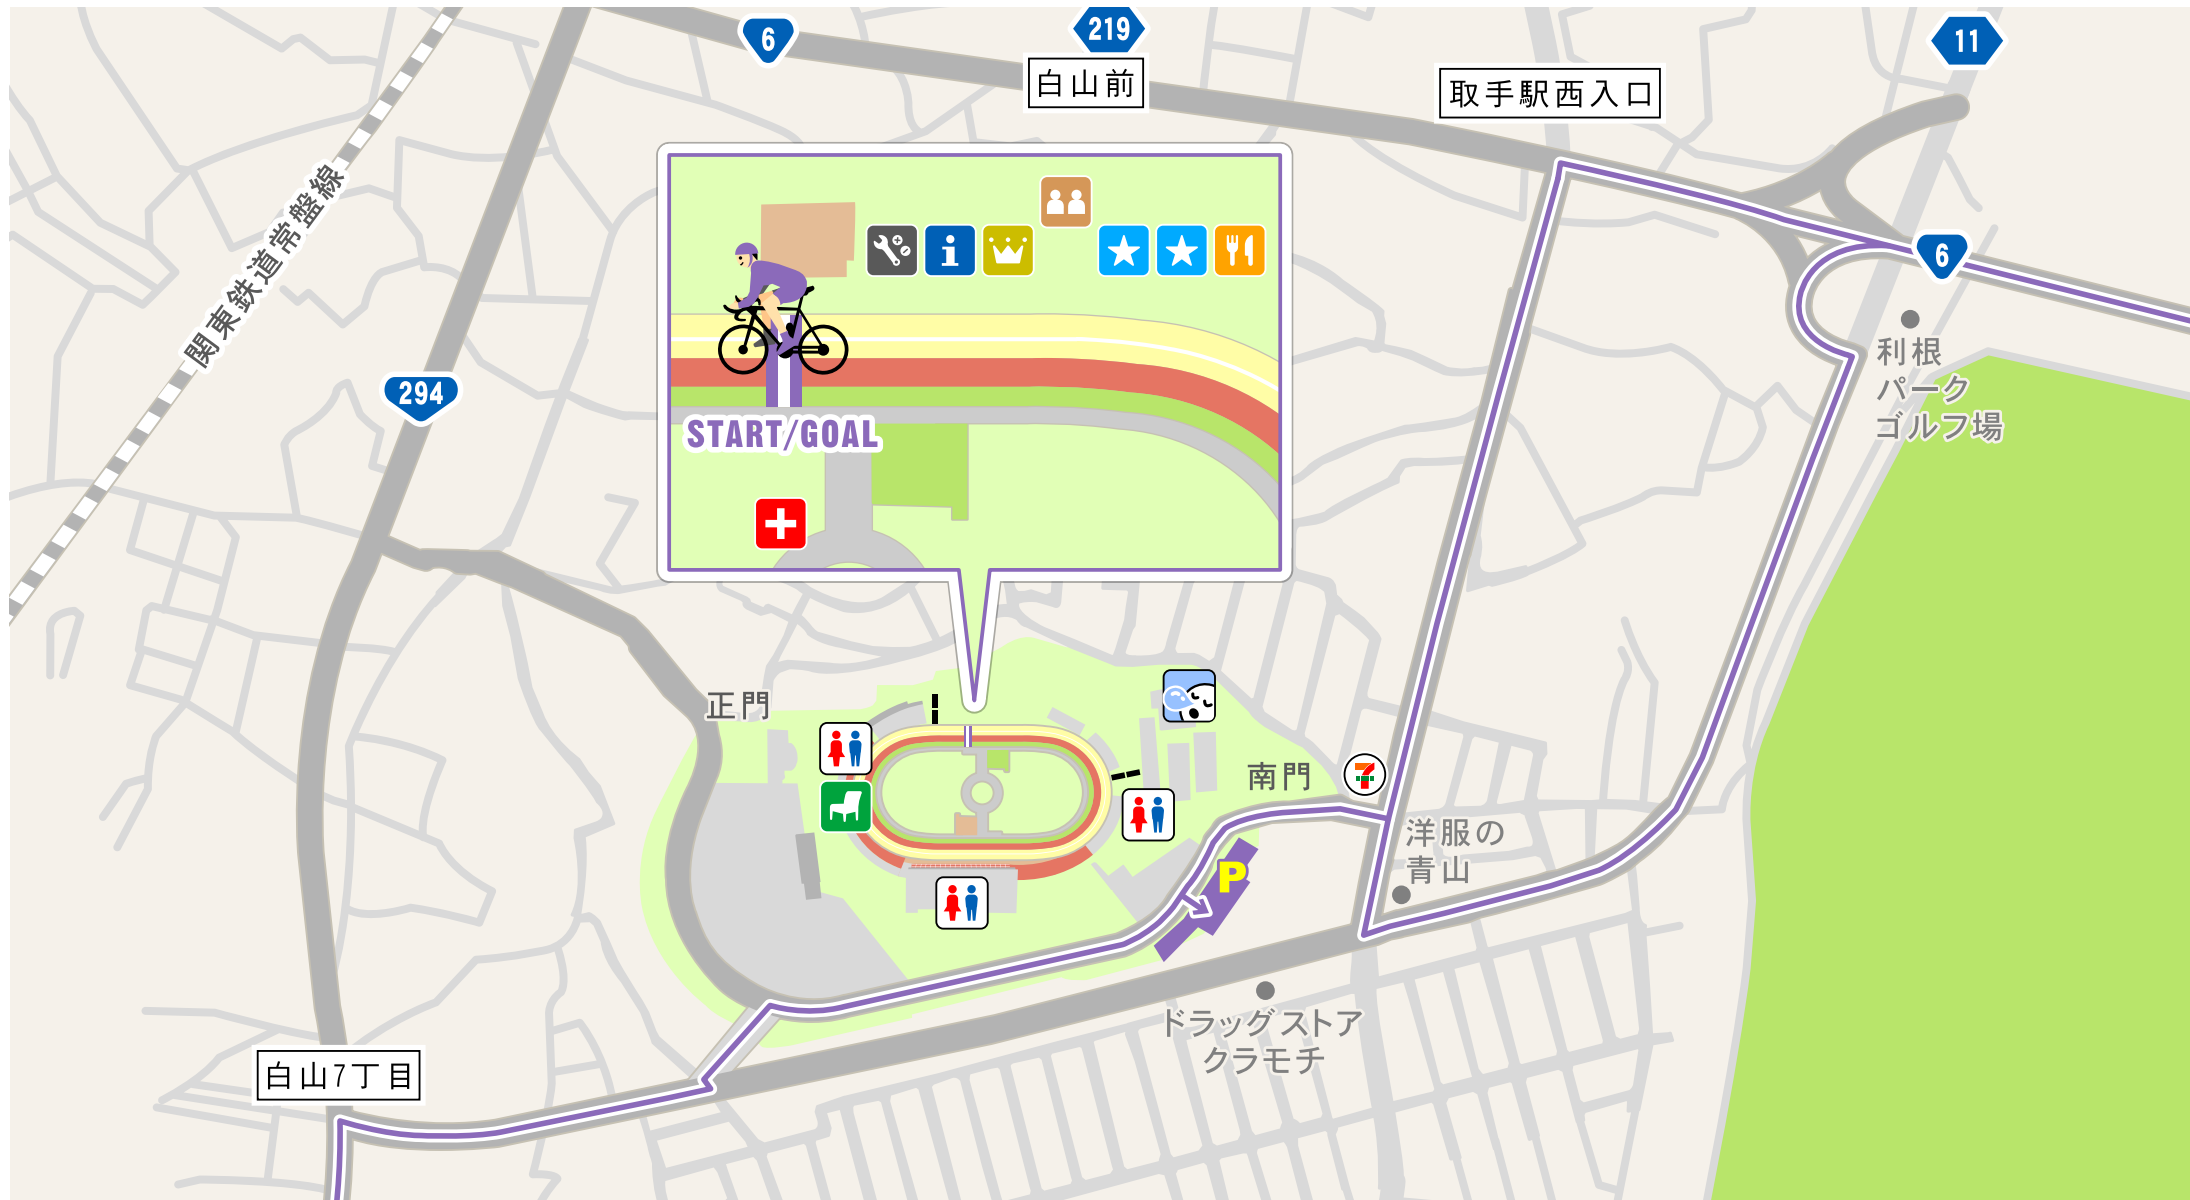 6
219
11
白山前
取手駅西入口
関東鉄道常盤線
6
294
利根
パーク
ゴルフ場
START/GOAL
正門
南門
7
洋服の
青山
P
ドラッグストア
クラモチ
白山7丁目